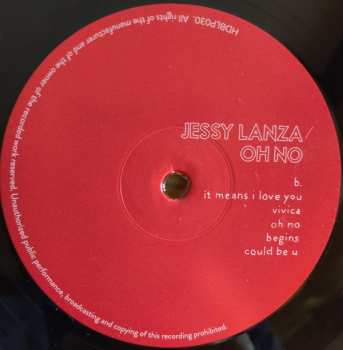 JESSY LANZA/
OH NO
b.
it means i love you
vivica
oh no
begins
could be u
HDBLP030. All rights of the manufacturer and of the owner of the recorded work reserved. Unauthorised public performance, broadcasting and copying of this recording prohibited.